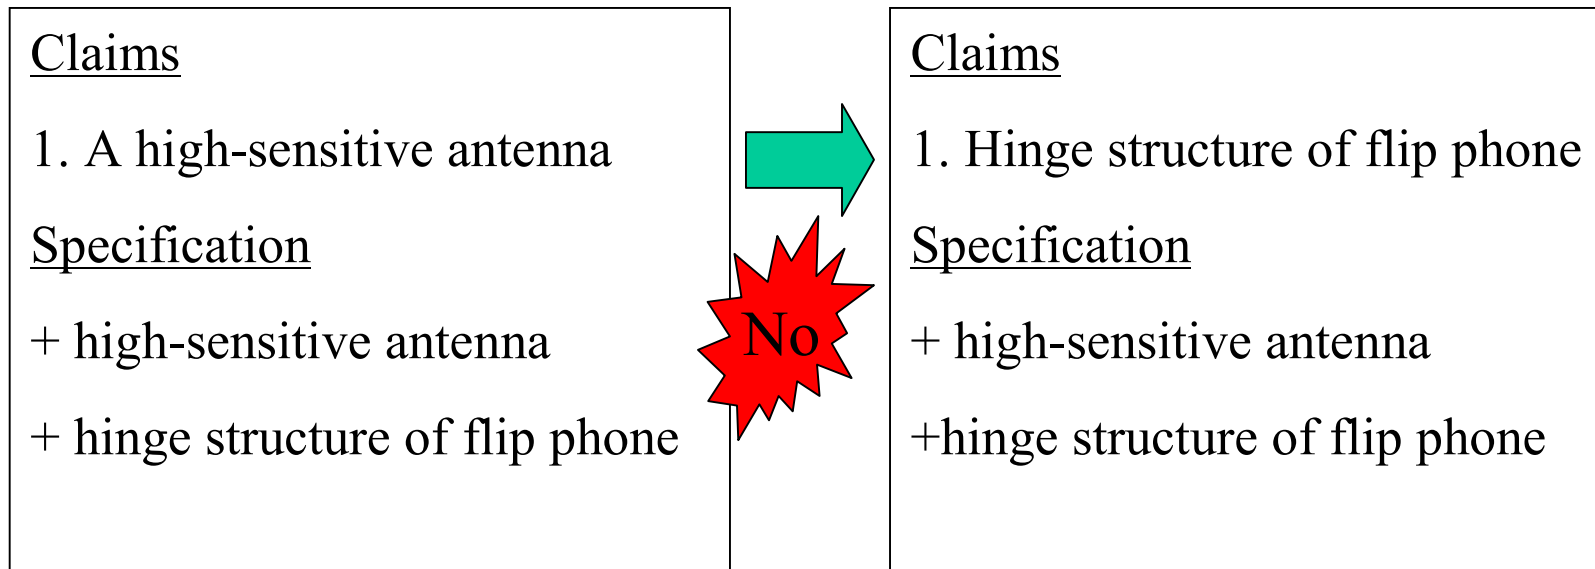 Claims
1. A high-sensitive antenna
Specification
+ high-sensitive antenna
+ hinge structure of flip phone
No
Claims
1. Hinge structure of flip phone
Specification
+ high-sensitive antenna
+hinge structure of flip phone